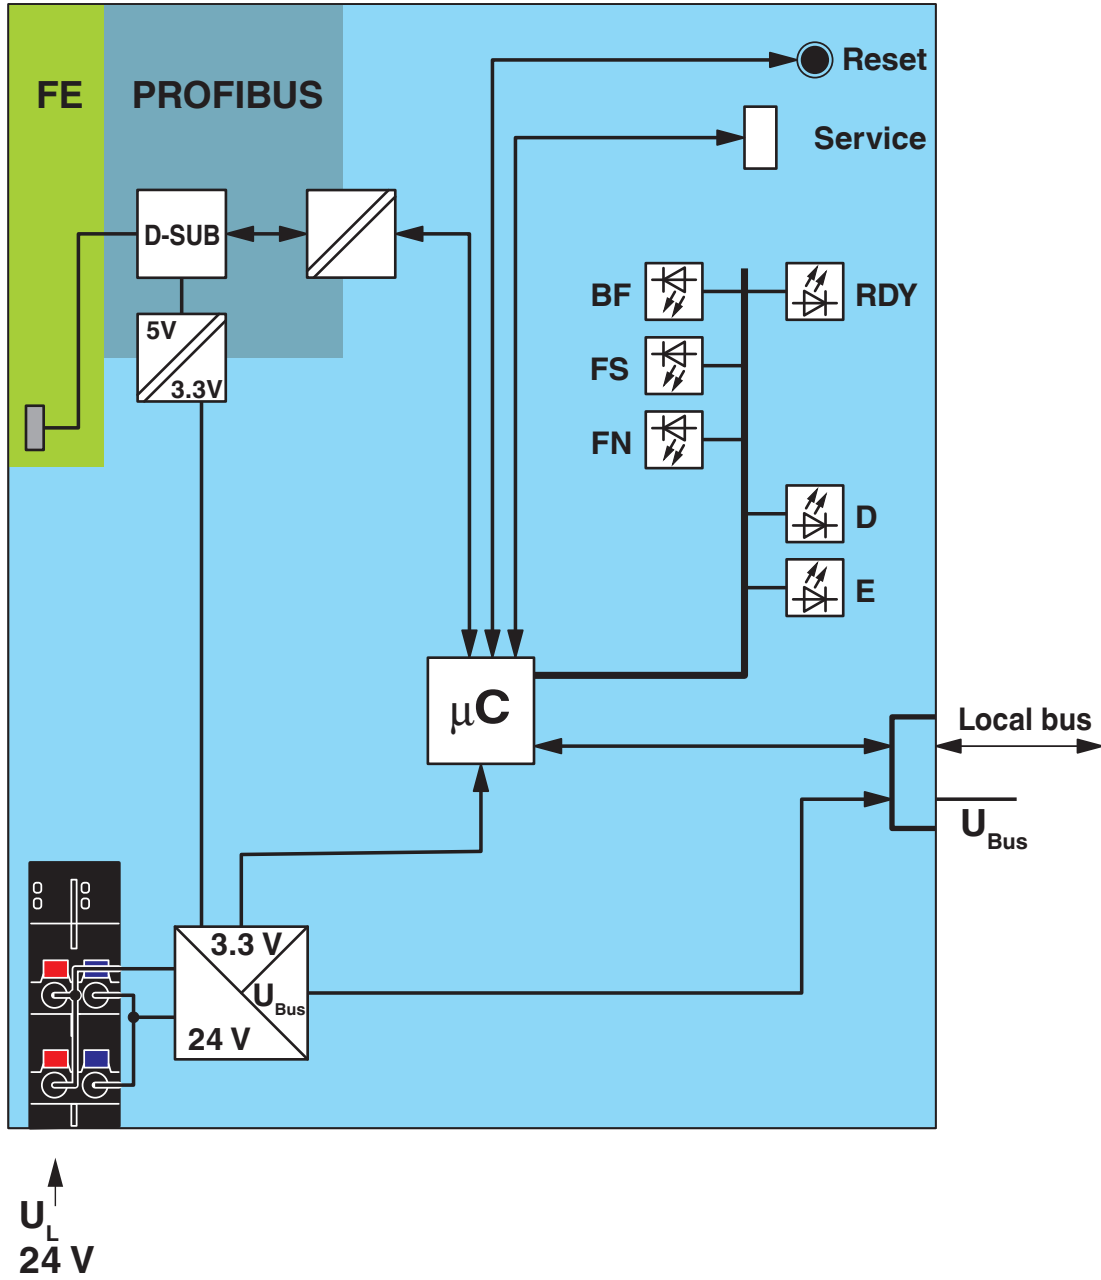 Reset
FE
PROFIBUS
Service
D-SUB
BF
RDY
5V
FS
3.3V
FN
D
E
μC
Local bus
U Bus
3.3 V
U Bus
24 V
U L
24 V